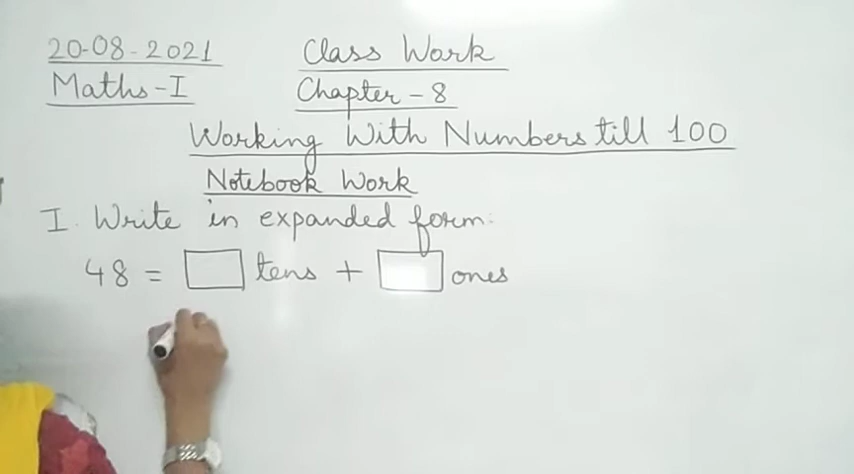 20-08-2021 Class Work
Maths-I Chapter-8
Working With Numbers till 100
Notebook Work
I. Write in expanded form:
48 = tens + ones